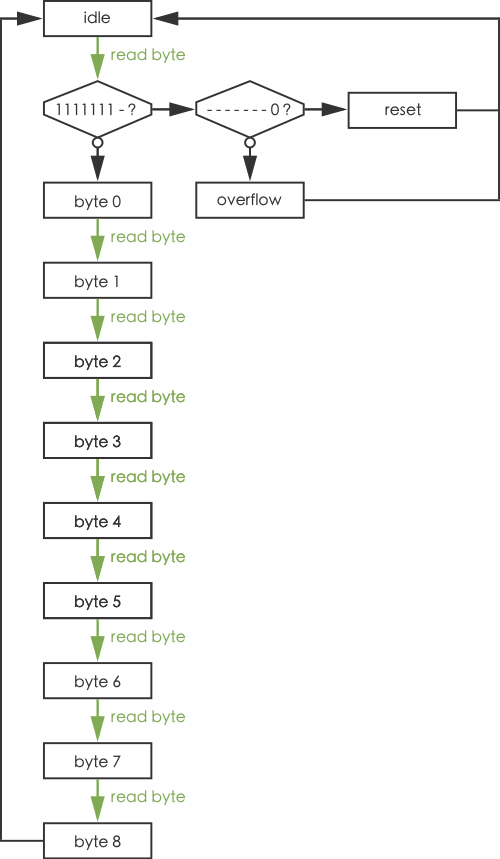 idle
read byte
1111111 - ?
- - - - - - - 0 ?
reset
byte 0
overflow
read byte
byte 1
read byte
byte 2
read byte
byte 3
read byte
byte 4
read byte
byte 5
read byte
byte 6
read byte
byte 7
read byte
byte 8